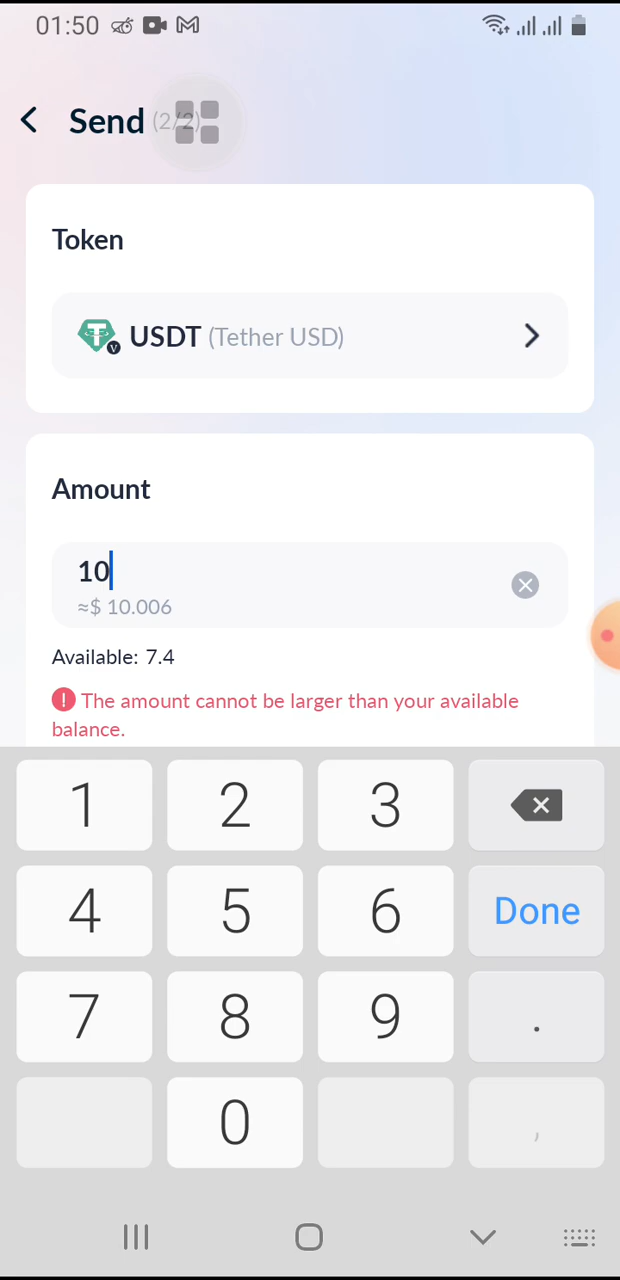 01:50
Send (2/2)
Token
USDT (Tether USD)
Amount
10
≈$ 10.006
Available: 7.4
The amount cannot be larger than your available
balance.
1 2 3
4 5 6 Done
7 8 9 .
0 ,